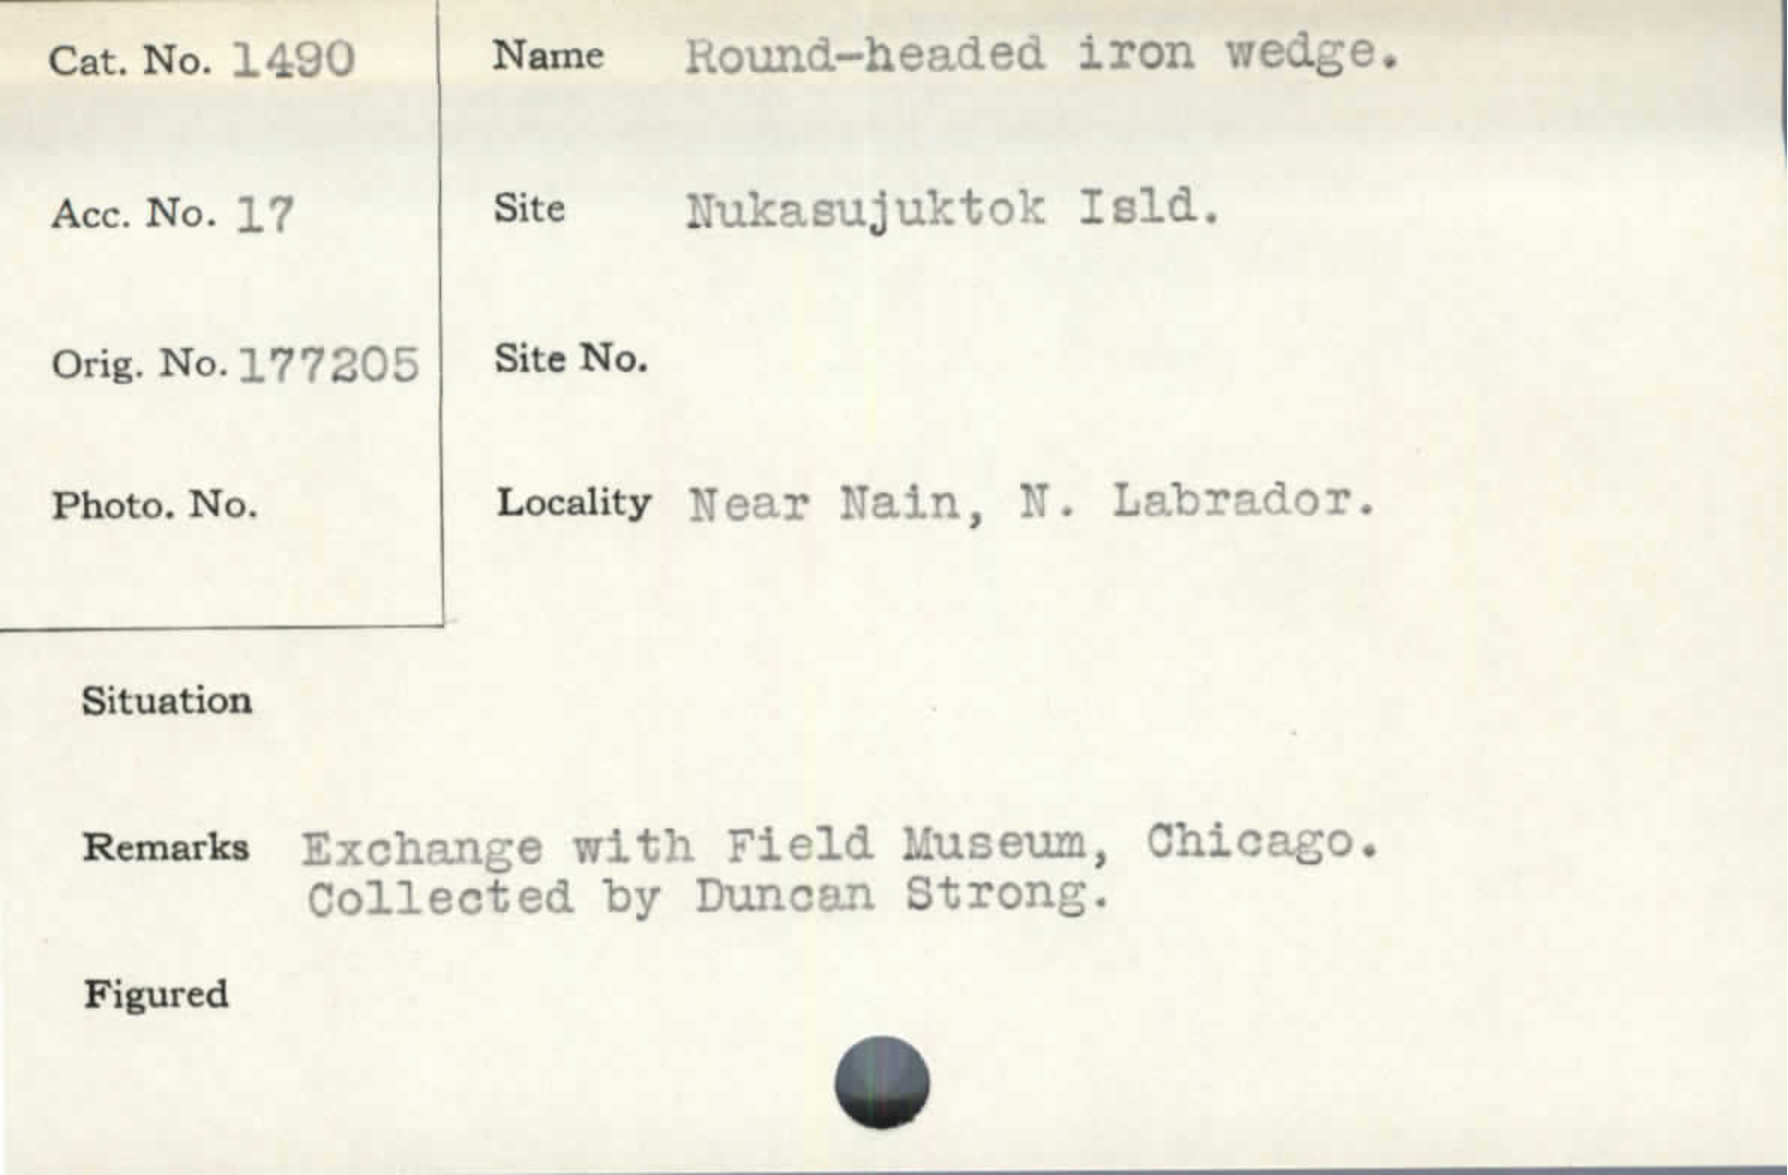 Cat. No. 1490
Name Round-headed iron wedge.
Acc. No. 17
Site Nukasujuktok Isld.
Orig. No. 177205
Site No.
Photo. No.
Locality Near Nain, N. Labrador.
Situation
Remarks Exchange with Field Museum, Chicago.
Collected by Duncan Strong.
Figured